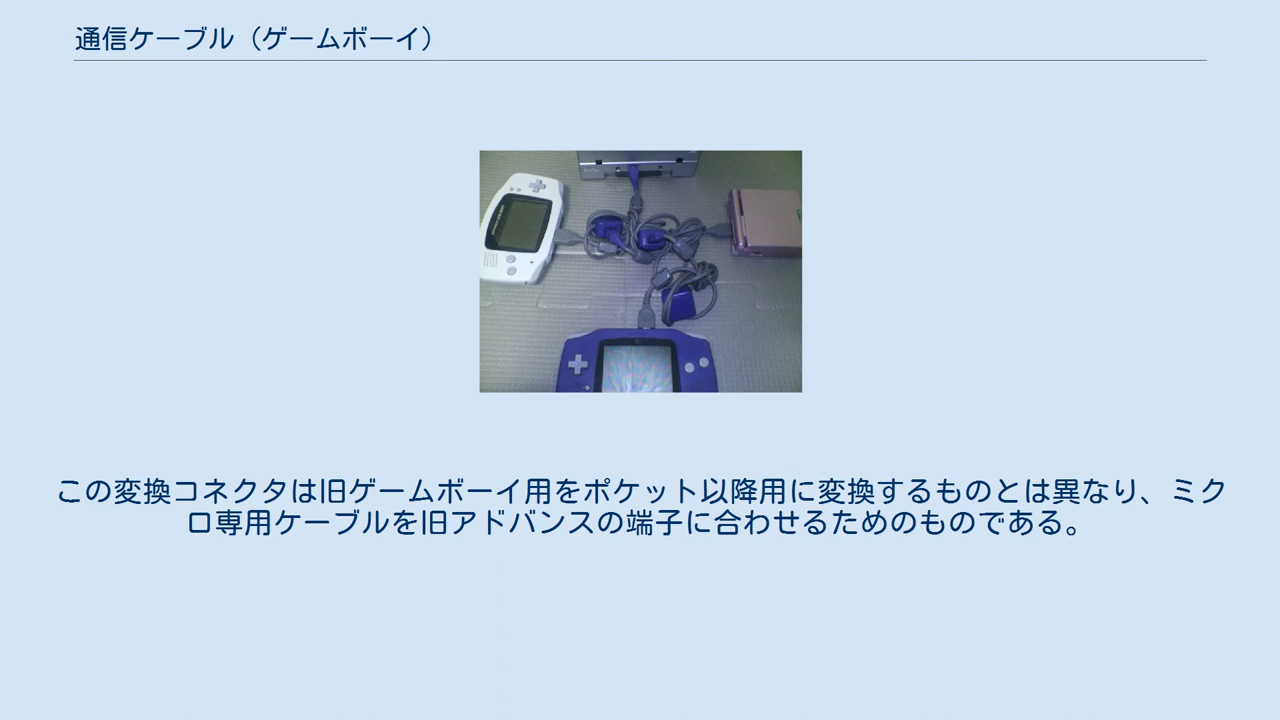 通信ケーブル（ゲームボーイ）
この変換コネクタは旧ゲームボーイ用をポケット以降用に変換するものとは異なり、ミク
ロ専用ケーブルを旧アドバンスの端子に合わせるためのものである。